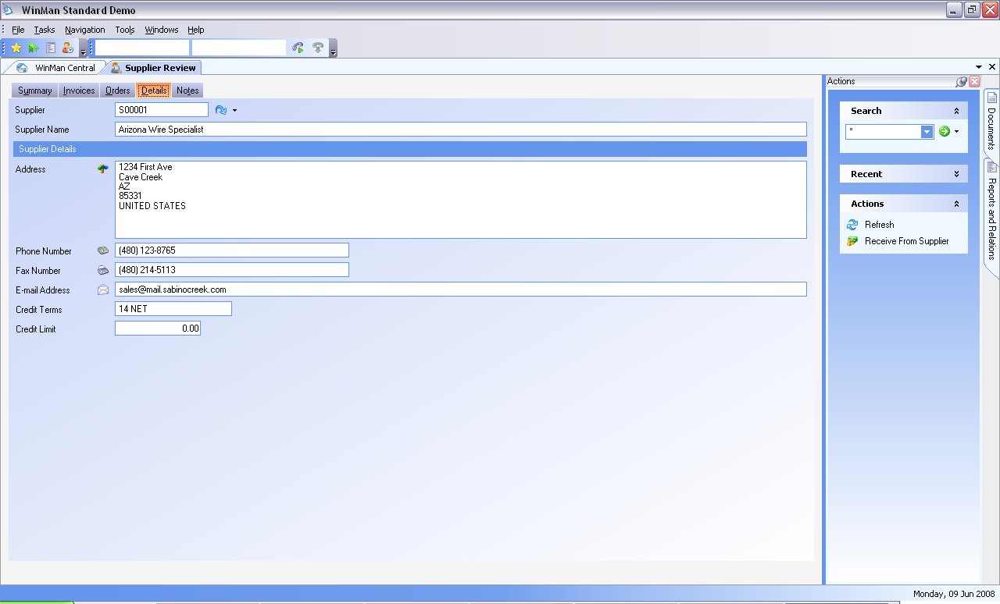 WinMan Standard Demo
File Tasks Navigation Tools Windows Help
WinMan Central Supplier Review
Summary Invoices Orders Details Notes
Supplier S00001
Supplier Name Arizona Wire Specialist
Supplier Details
Address 1234 First Ave
Cave Creek
AZ
85331
UNITED STATES
Phone Number (480) 123-8765
Fax Number (480) 214-5113
E-mail Address sales@mail.sabinocreek.com
Credit Terms 14 NET
Credit Limit 0.00
Actions
Search
*
Recent
Actions
Refresh
Receive From Supplier
Documents
Reports and Relations
Monday, 09 Jun 2008